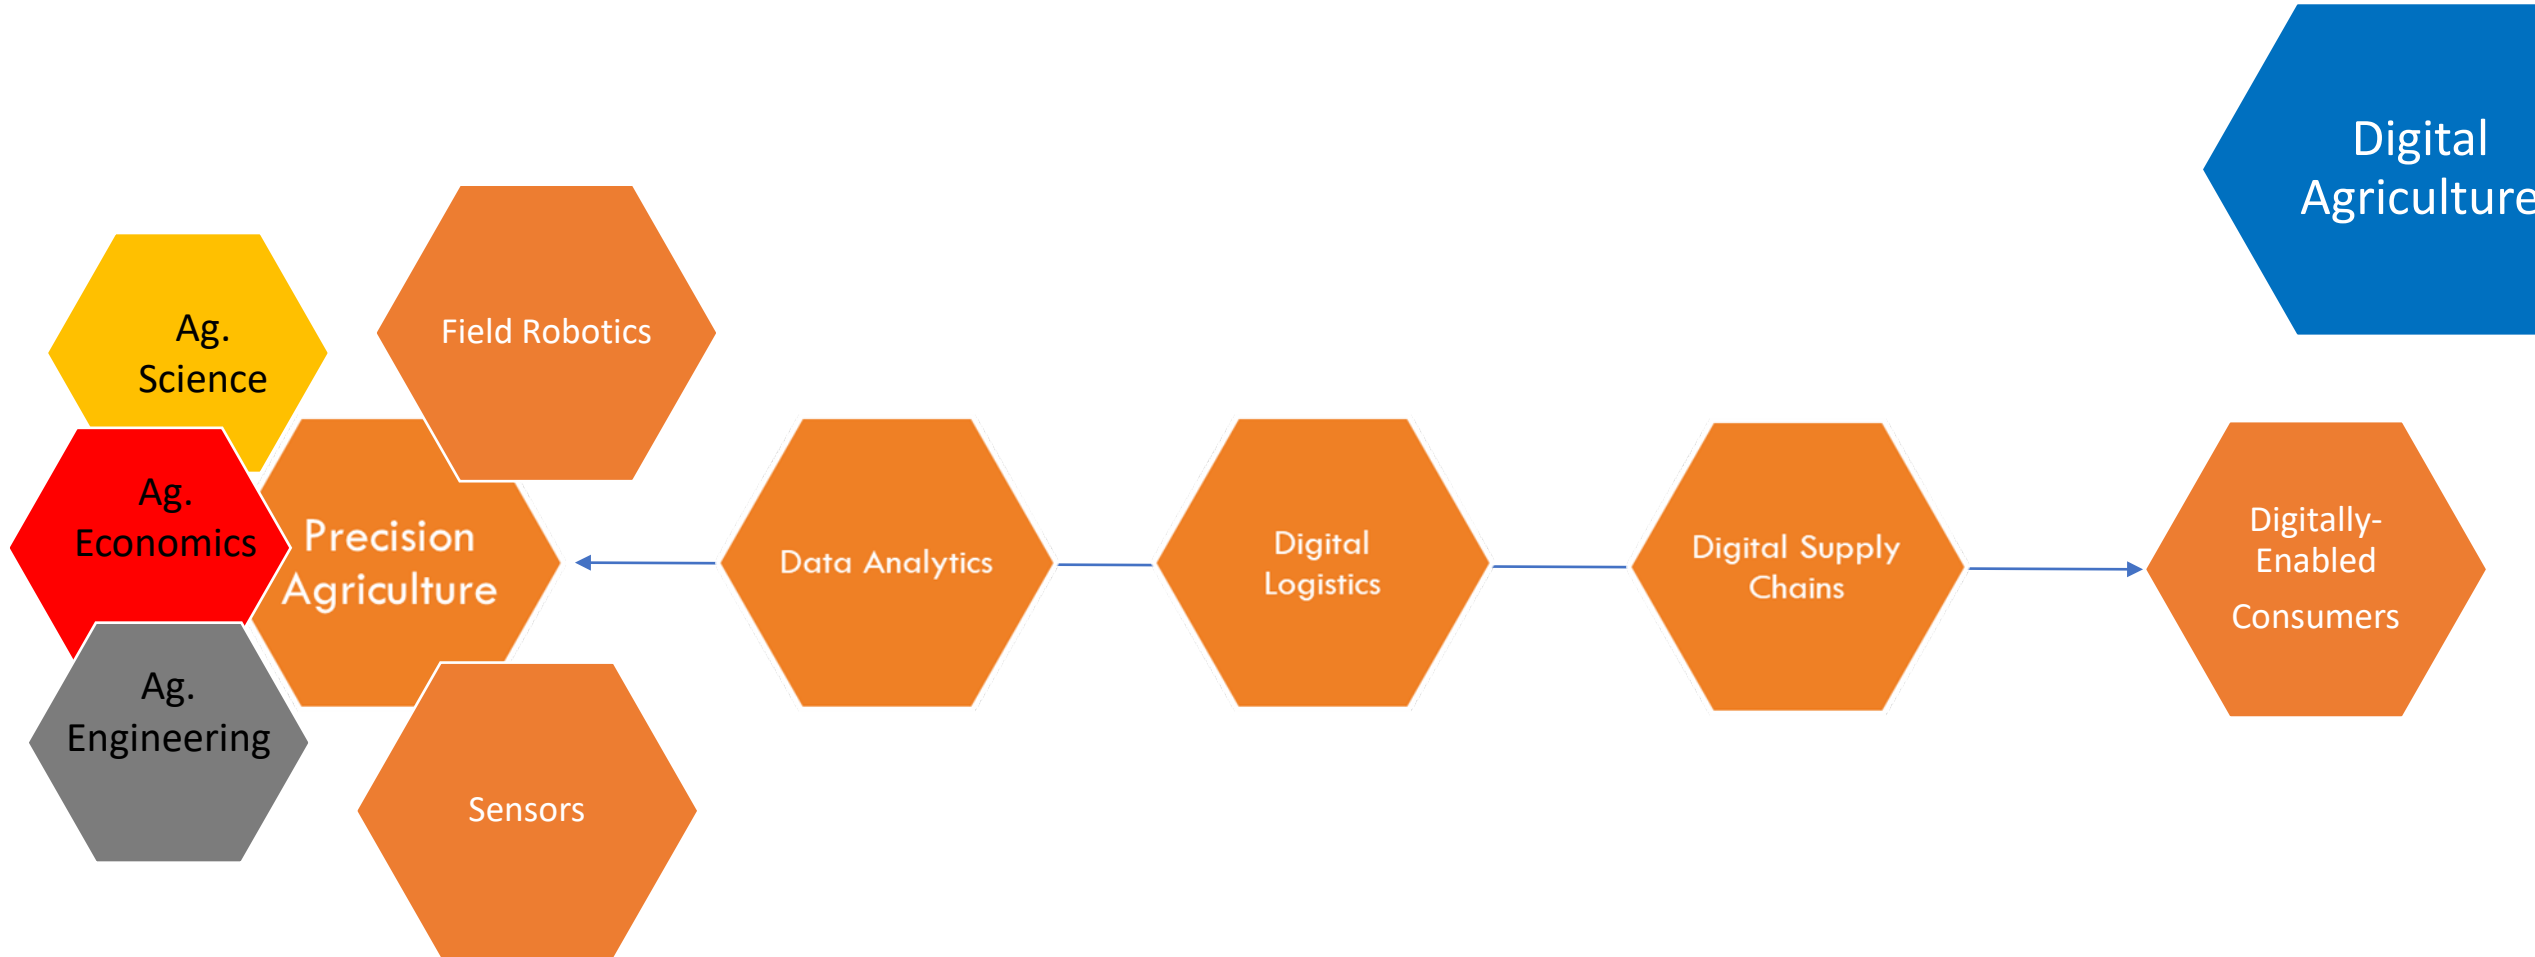 Digital
Agriculture
Field Robotics
Ag.
Science
Ag.
Economics
Precision
Agriculture
Data Analytics
Digital
Logistics
Digital Supply
Chains
Digitally-
Enabled
Consumers
Ag.
Engineering
Sensors